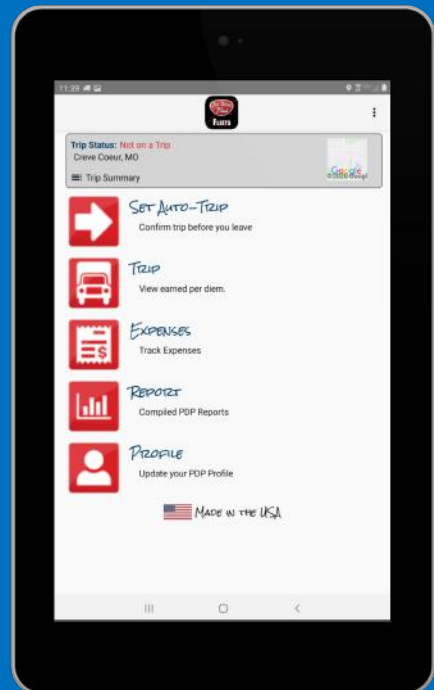 11:39
FLEETS
Trip Status: Not on a Trip
Creve Coeur, MO
Trip Summary
Google
SET AUTO-TRIP
Confirm trip before you leave
TRIP
View earned per diem.
EXPENSES
Track Expenses
REPORT
Compiled PDP Reports
PROFILE
Update your PDP Profile
MADE IN THE USA